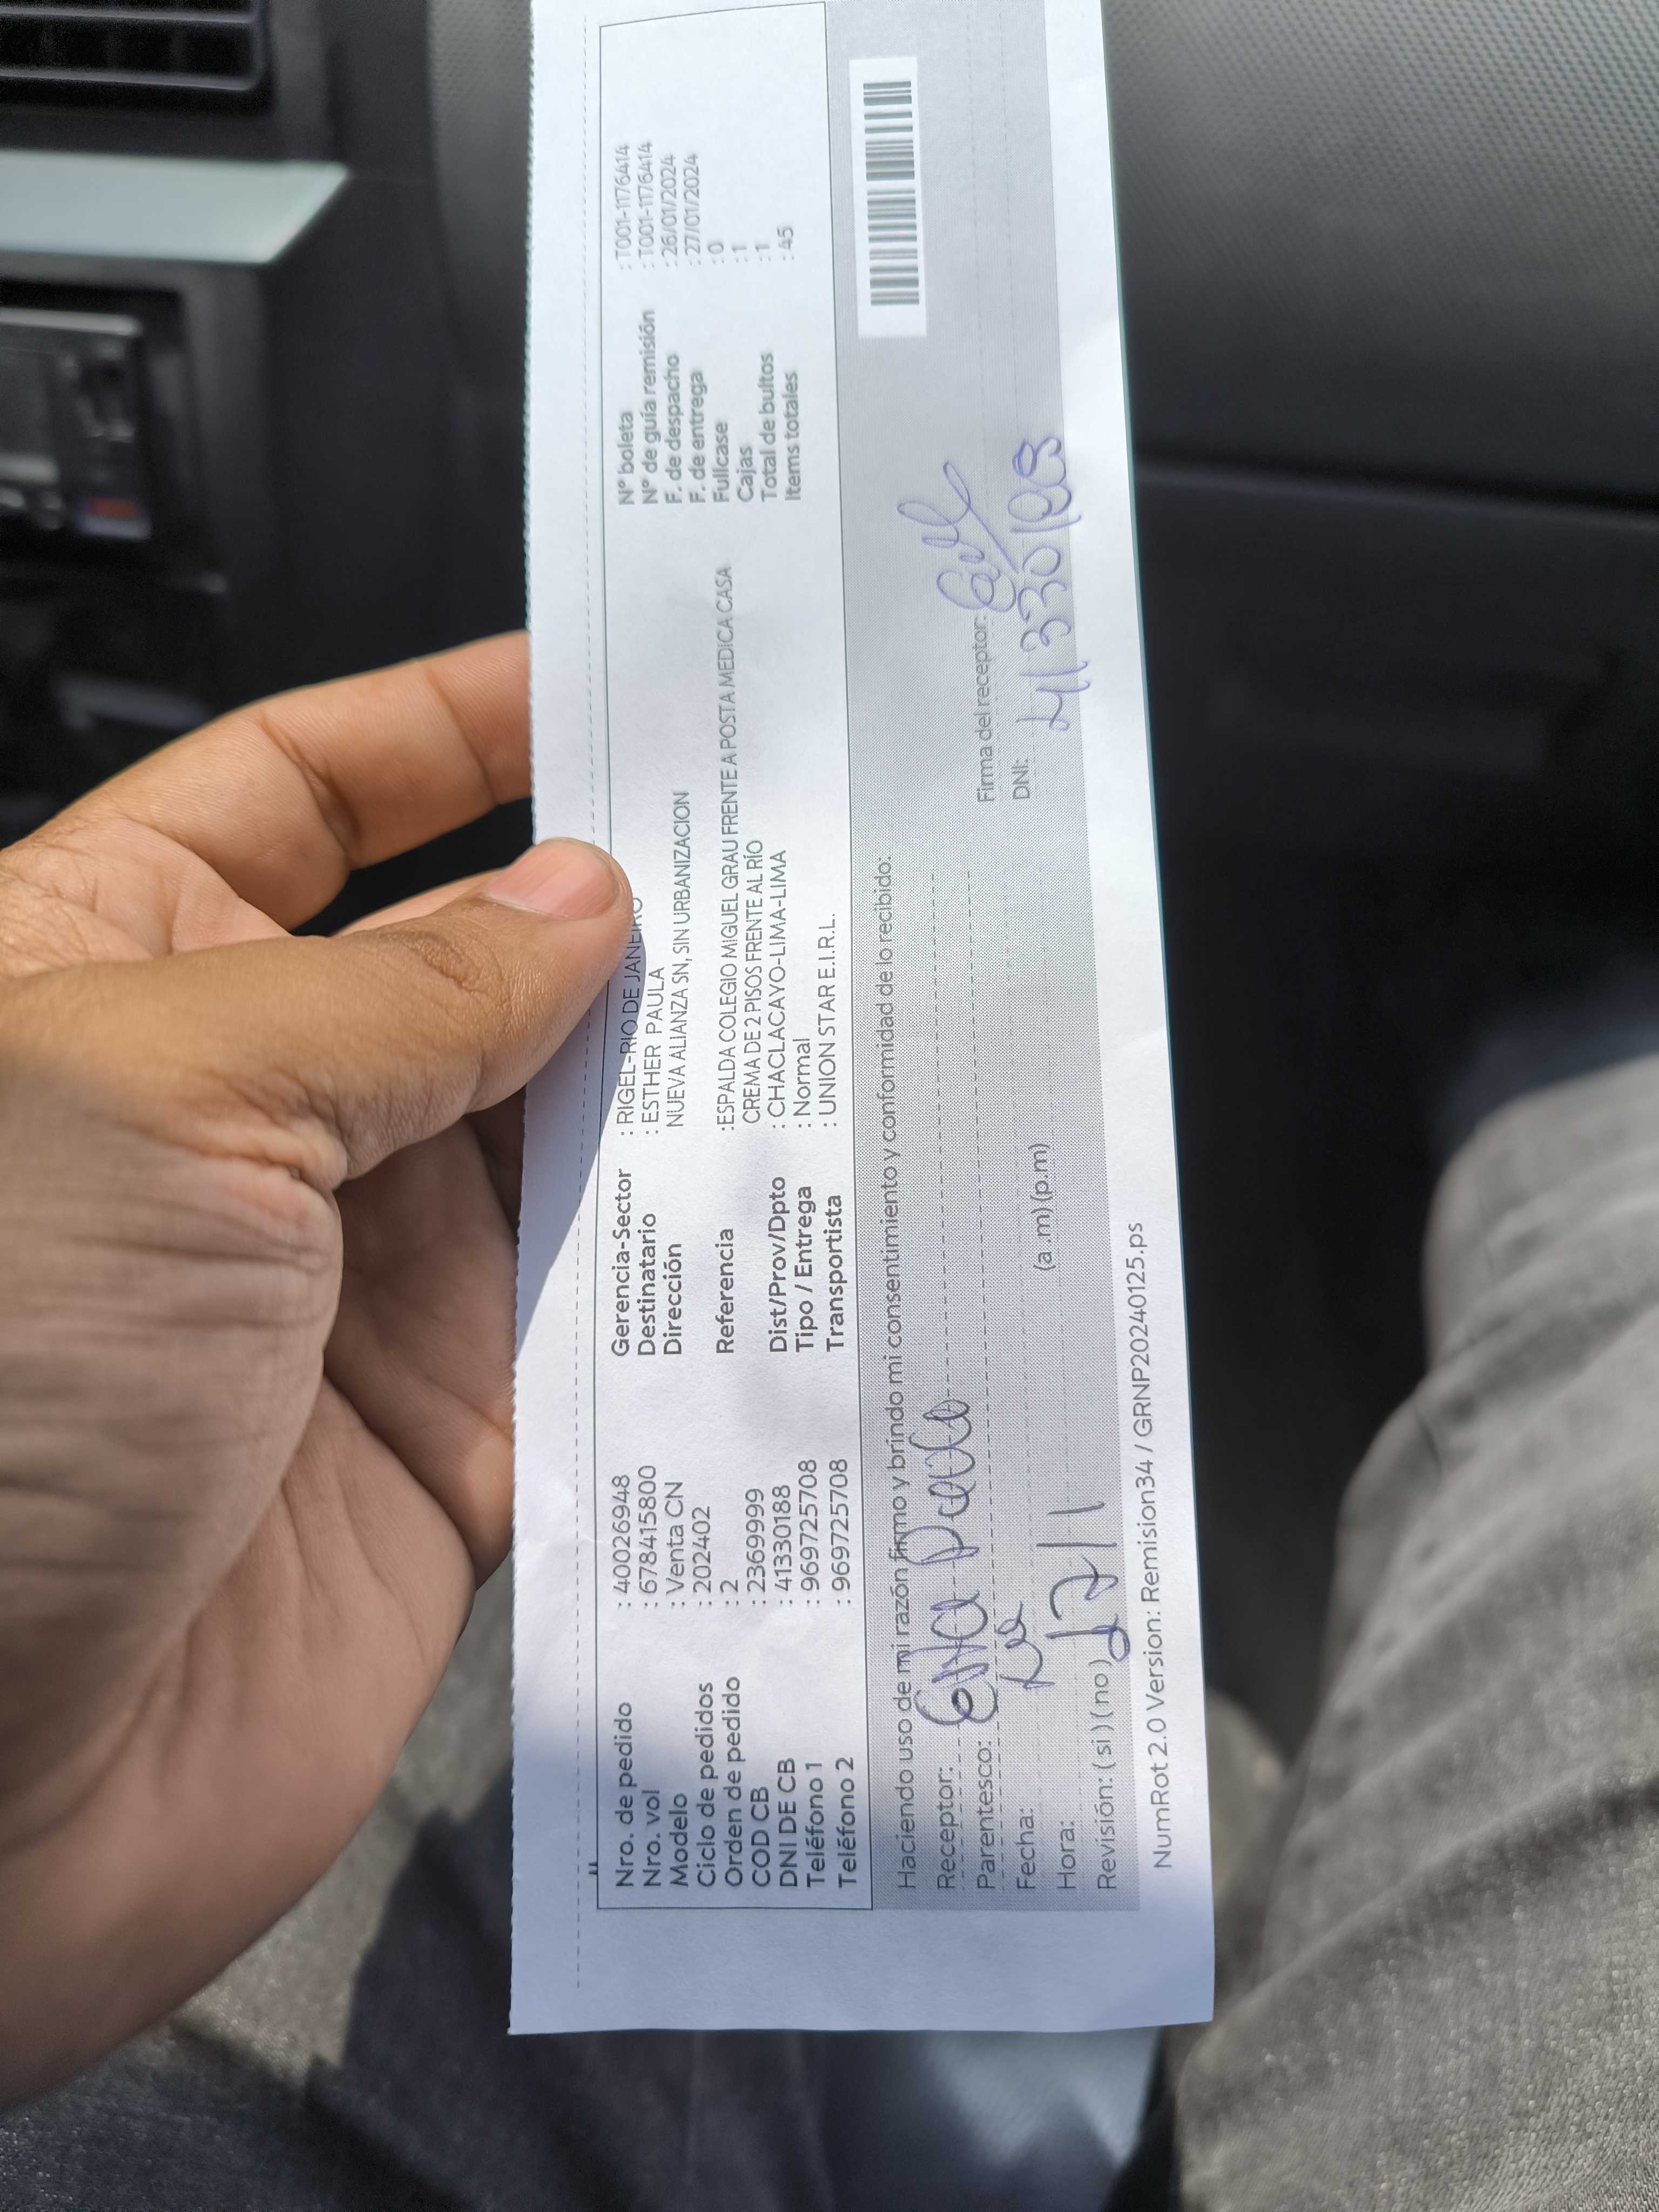 Nro. de pedido : 40026948 Gerencia-Sector : RIGEL-RIO DE JANEIRO N° boleta : T001-1176414
Nro. vol : 678415800 Destinatario : ESTHER PAULA N° de guía remisión : T001-1176414
Modelo : Venta CN Dirección NUEVA ALIANZA SN, SIN URBANIZACION F. de despacho : 26/01/2024
Ciclo de pedidos : 202402 F. de entrega : 27/01/2024
Orden de pedido : 2 Referencia :ESPALDA COLEGIO MIGUEL GRAU FRENTE A POSTA MEDICA CASA Fullcase : 0
COD CB : 2369999 CREMA DE 2 PISOS FRENTE AL RÍO Cajas : 1
DNI DE CB : 41330188 Dist/Prov/Dpto : CHACLACAYO-LIMA-LIMA Total de bultos : 1
Teléfono 1 : 969725708 Tipo / Entrega : Normal Items totales : 45
Teléfono 2 : 969725708 Transportista : UNION STAR E.I.R.L.
Haciendo uso de mi razón firmo y brindo mi consentimiento y conformidad de lo recibido:
Receptor:
Parentesco: Firma del receptor:
Fecha: DNI: 41330188
Hora: (a .m) (p.m)
Revisión: ( si ) ( no )
NumRot 2.0 Version: Remision34 / GRNP20240125.ps